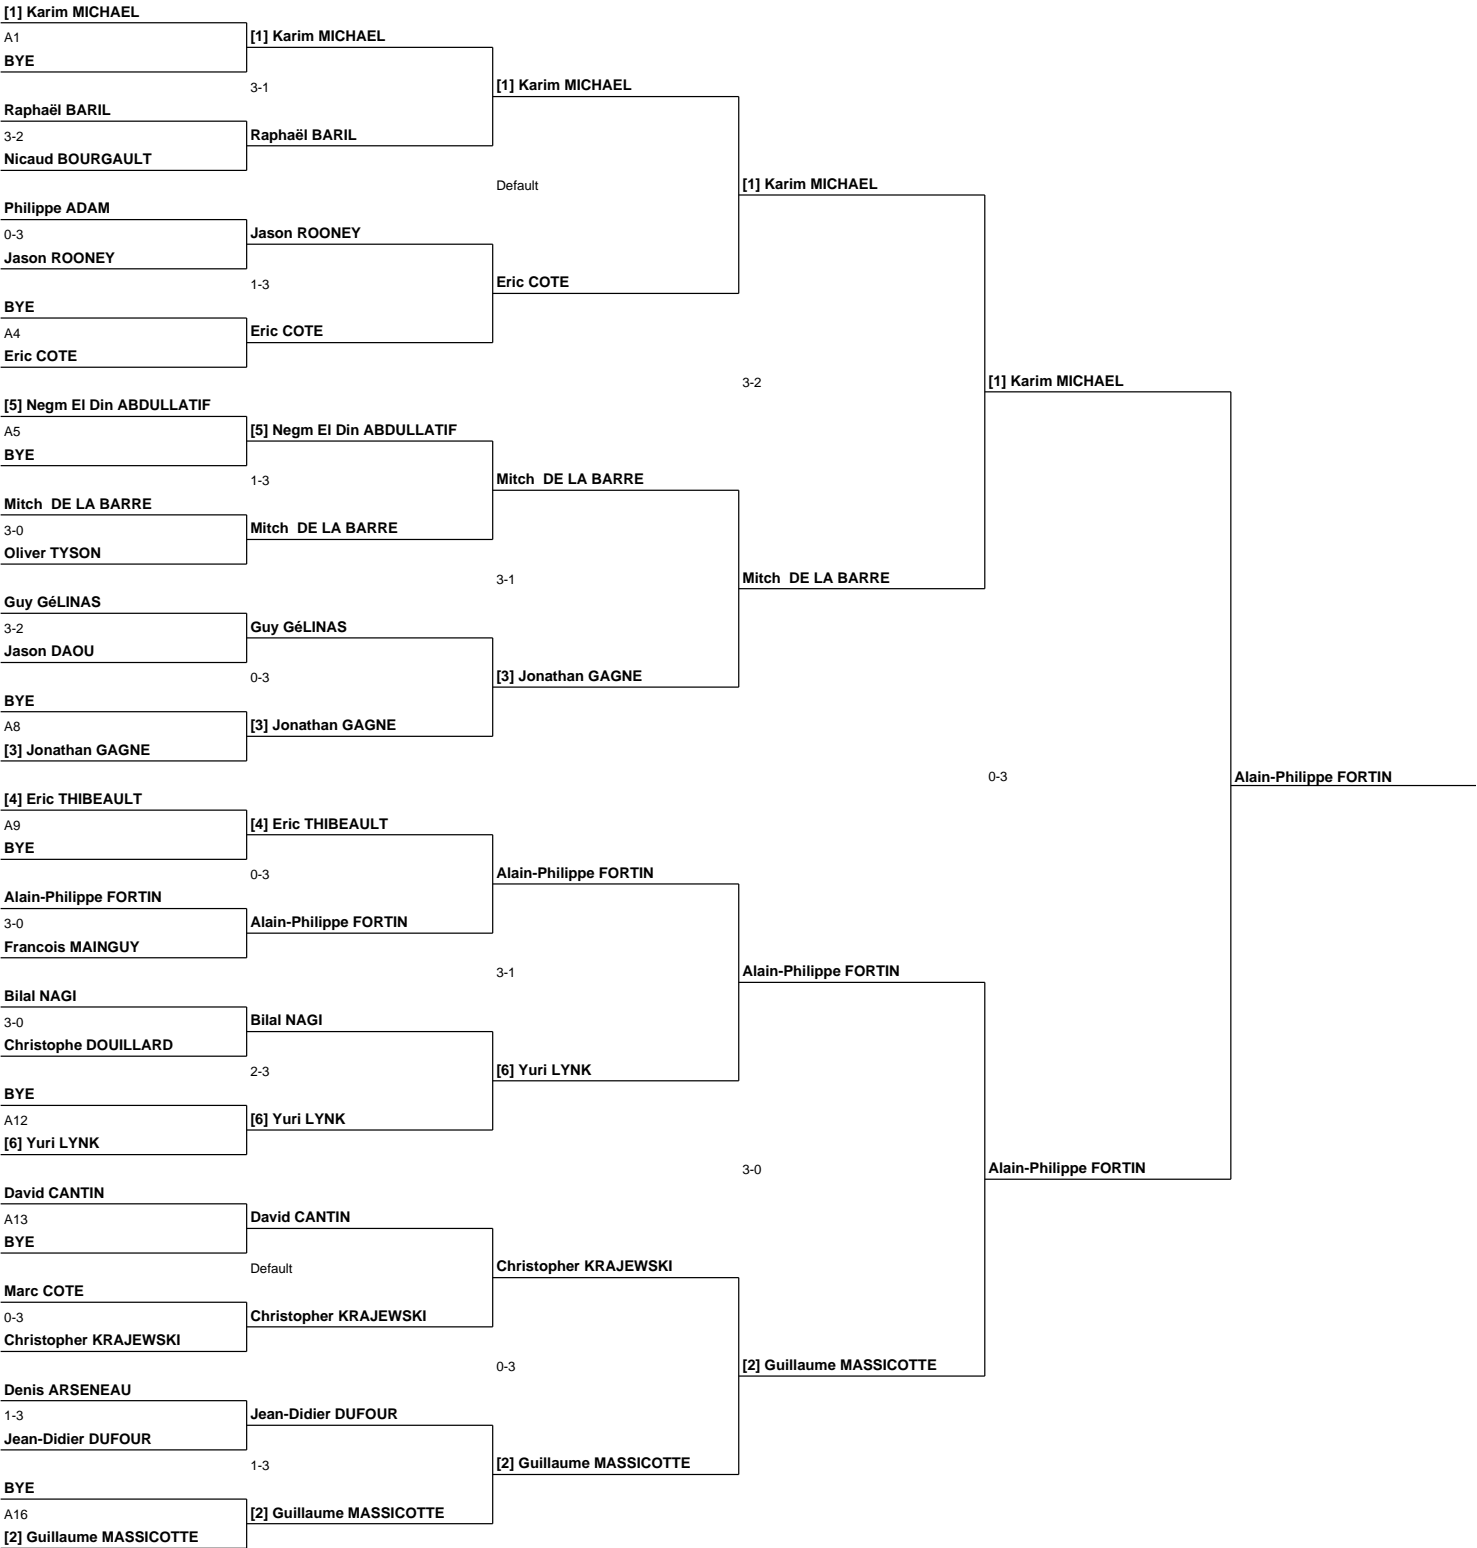 [1] Karim MICHAEL
A1
BYE
Raphaël BARIL
3-2
Nicaud BOURGAULT
Philippe ADAM
0-3
Jason ROONEY
BYE
A4
Eric COTE
[5] Negm El Din ABDULLATIF
A5
BYE
Mitch  DE LA BARRE
3-0
Oliver TYSON
Guy GéLINAS
3-2
Jason DAOU
BYE
A8
[3] Jonathan GAGNE
[4] Eric THIBEAULT
A9
BYE
Alain-Philippe FORTIN
3-0
Francois MAINGUY
Bilal NAGI
3-0
Christophe DOUILLARD
BYE
A12
[6] Yuri LYNK
David CANTIN
A13
BYE
Marc COTE
0-3
Christopher KRAJEWSKI
Denis ARSENEAU
1-3
Jean-Didier DUFOUR
BYE
A16
[2] Guillaume MASSICOTTE
[1] Karim MICHAEL
3-1
Raphaël BARIL
Jason ROONEY
1-3
Eric COTE
[5] Negm El Din ABDULLATIF
1-3
Mitch  DE LA BARRE
Guy GéLINAS
0-3
[3] Jonathan GAGNE
[4] Eric THIBEAULT
0-3
Alain-Philippe FORTIN
Bilal NAGI
2-3
[6] Yuri LYNK
David CANTIN
Default
Christopher KRAJEWSKI
Jean-Didier DUFOUR
1-3
[2] Guillaume MASSICOTTE
[1] Karim MICHAEL
Default
Eric COTE
Mitch  DE LA BARRE
3-1
[3] Jonathan GAGNE
Alain-Philippe FORTIN
3-1
[6] Yuri LYNK
Christopher KRAJEWSKI
0-3
[2] Guillaume MASSICOTTE
[1] Karim MICHAEL
3-2
Mitch  DE LA BARRE
Alain-Philippe FORTIN
3-0
[2] Guillaume MASSICOTTE
[1] Karim MICHAEL
0-3
Alain-Philippe FORTIN
Alain-Philippe FORTIN